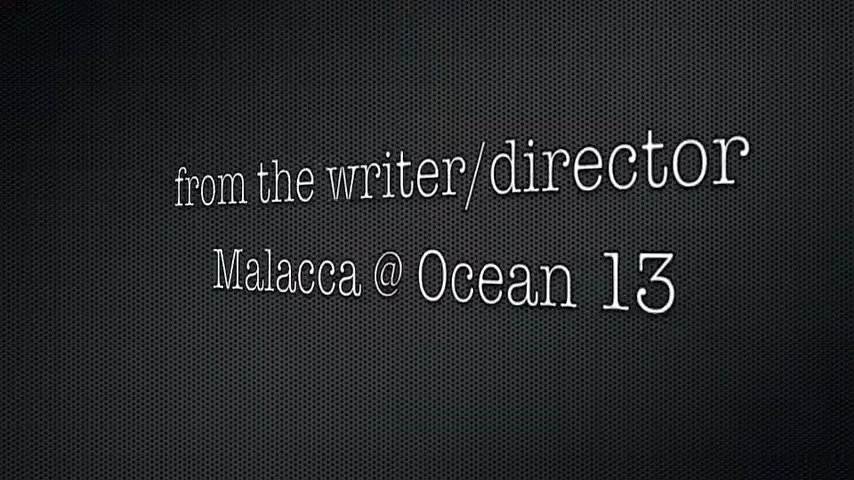 from the writer/director
Malacca @ Ocean 13